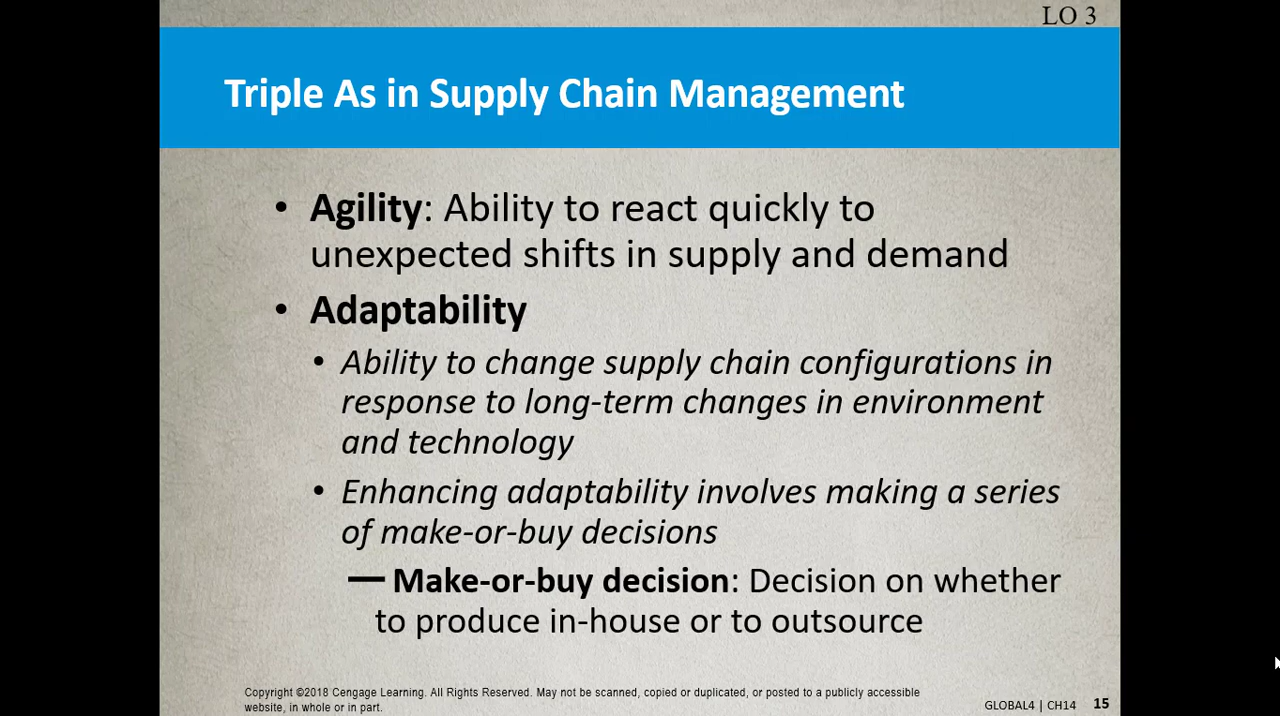 LO 3
Triple As in Supply Chain Management
• Agility: Ability to react quickly to
unexpected shifts in supply and demand
• Adaptability
• Ability to change supply chain configurations in
response to long-term changes in environment
and technology
• Enhancing adaptability involves making a series
of make-or-buy decisions
— Make-or-buy decision: Decision on whether
to produce in-house or to outsource
Copyright ©2018 Cengage Learning. All Rights Reserved. May not be scanned, copied or duplicated, or posted to a publicly accessible
website, in whole or in part.
GLOBAL4 | CH14 15